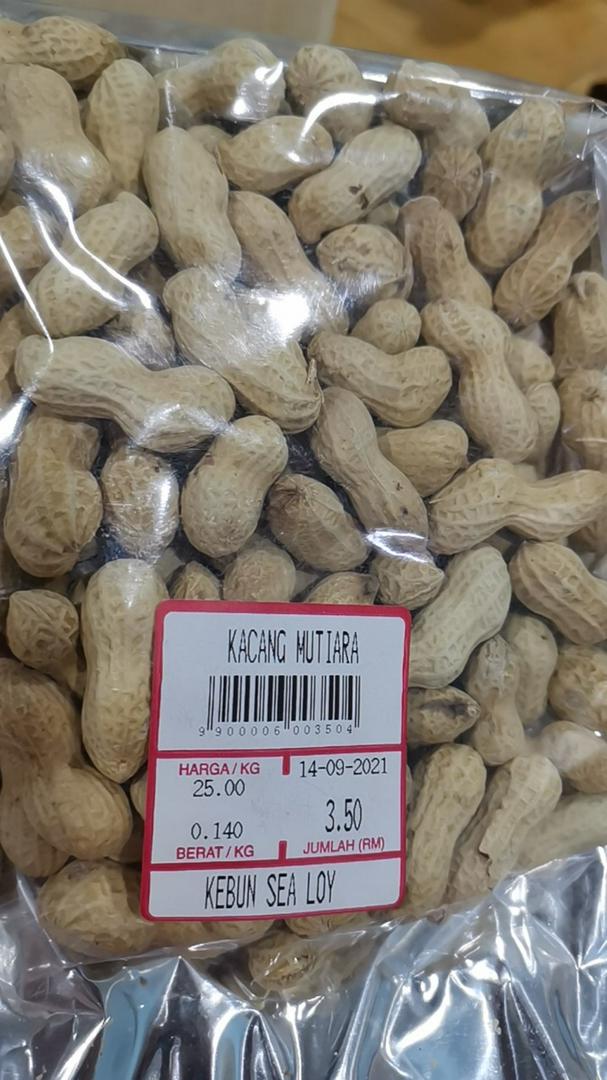 KACANG MUTIARA
9 900006 003504
HARGA / KG
25.00
14-09-2021
0.140
3.50
BERAT / KG
JUMLAH (RM)
KEBUN SEA LOY